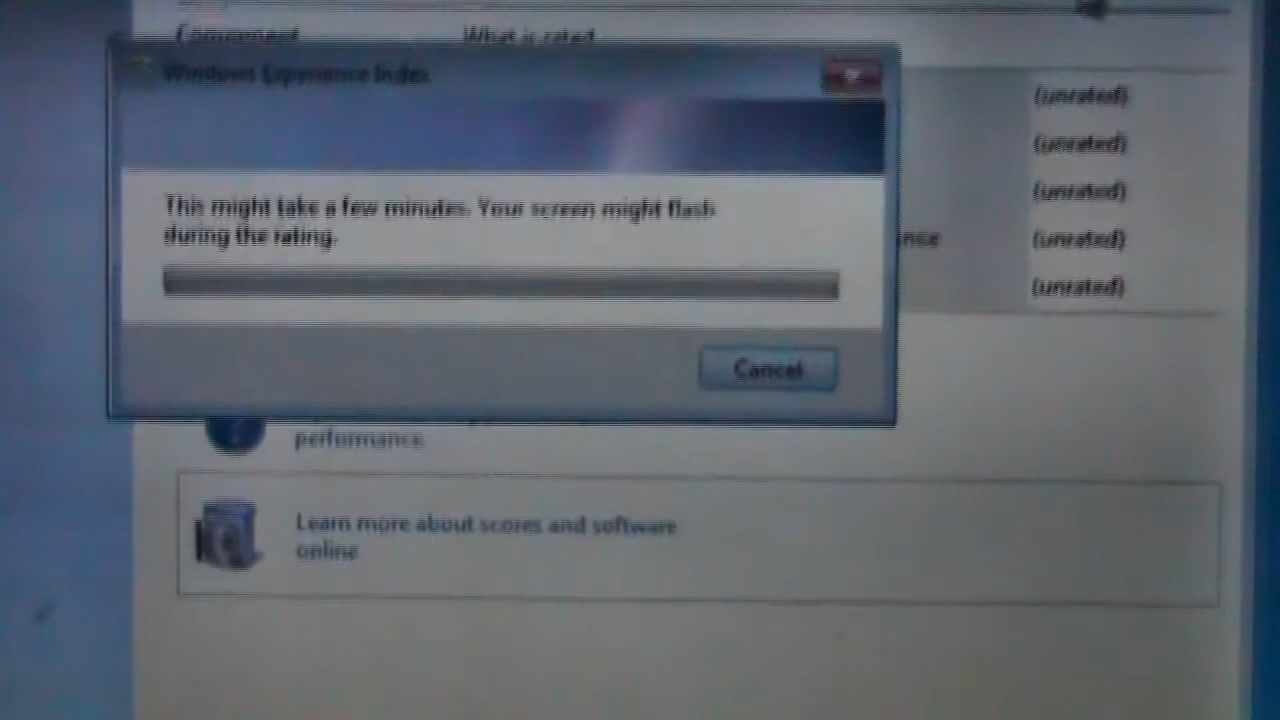 Component What is rated
Windows Experience Index
(unrated)
(unrated)
(unrated)
This might take a few minutes. Your screen might flash
during the rating.
nce (unrated)
(unrated)
Cancel
performance.
Learn more about scores and software
online